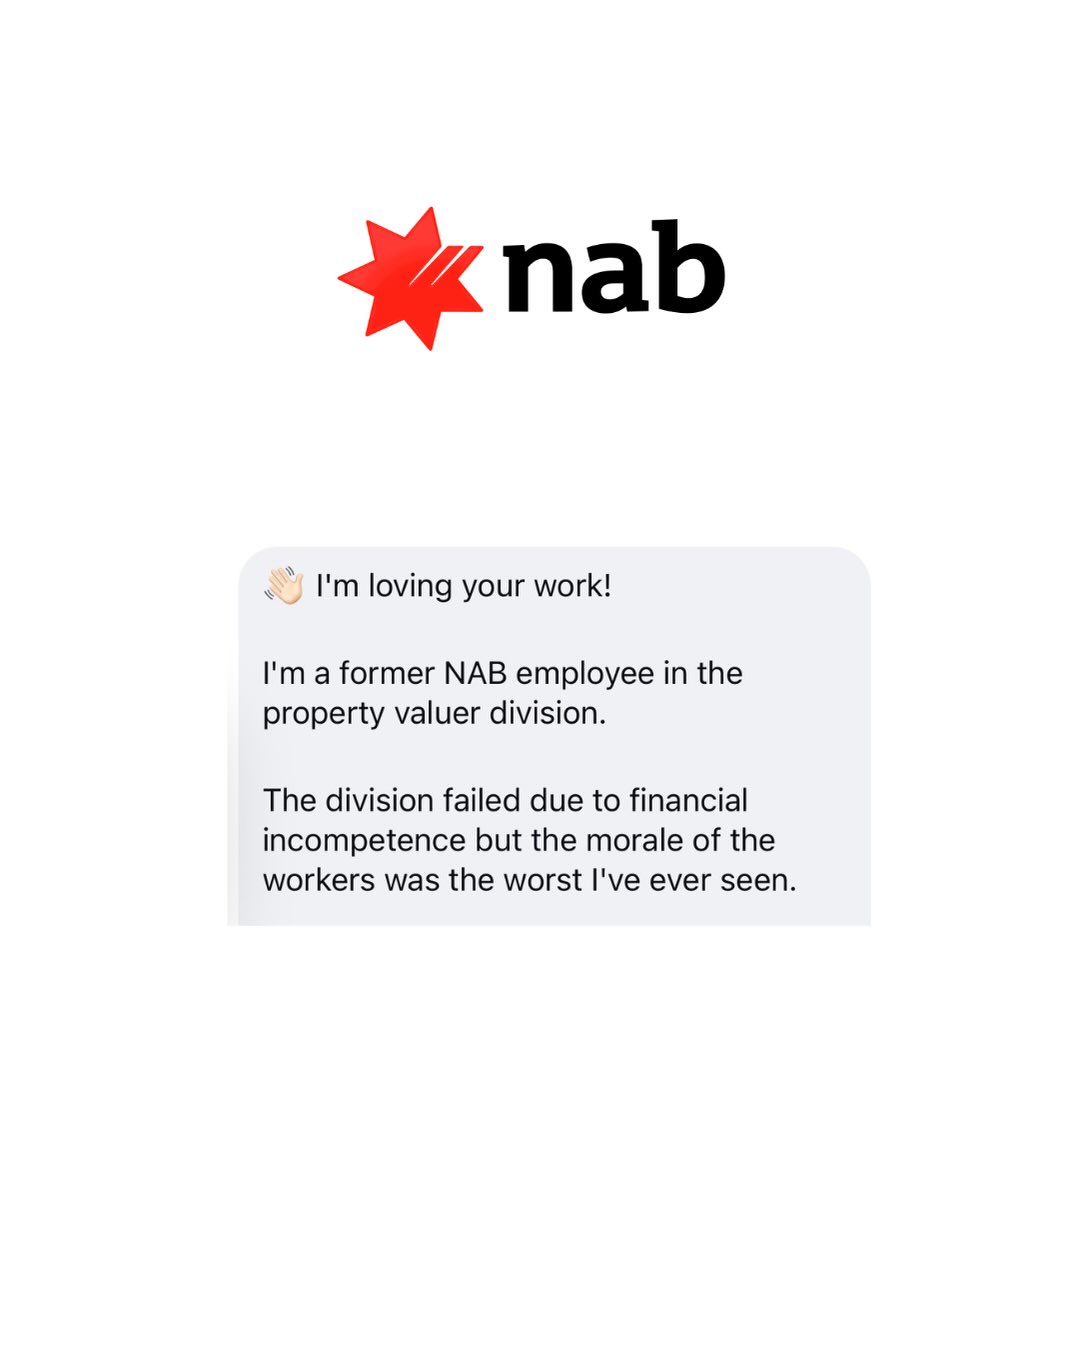 nab
👋🏻 I'm loving your work!
I'm a former NAB employee in the
property valuer division.
The division failed due to financial
incompetence but the morale of the
workers was the worst I've ever seen.